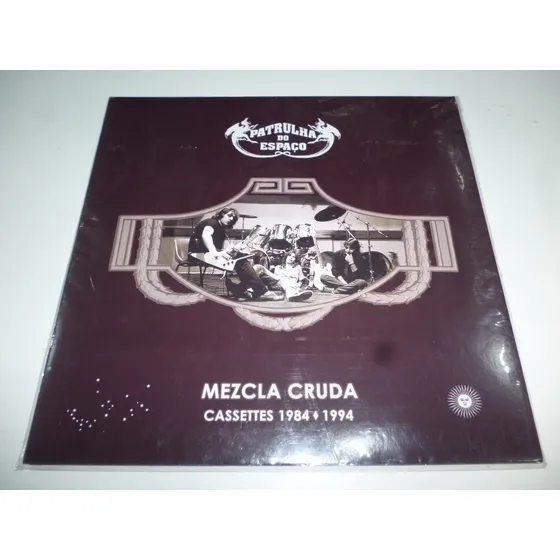 PATRULHA
DO
ESPAÇO
MEZCLA CRUDA
CASSETTES 1984 ♦ 1994